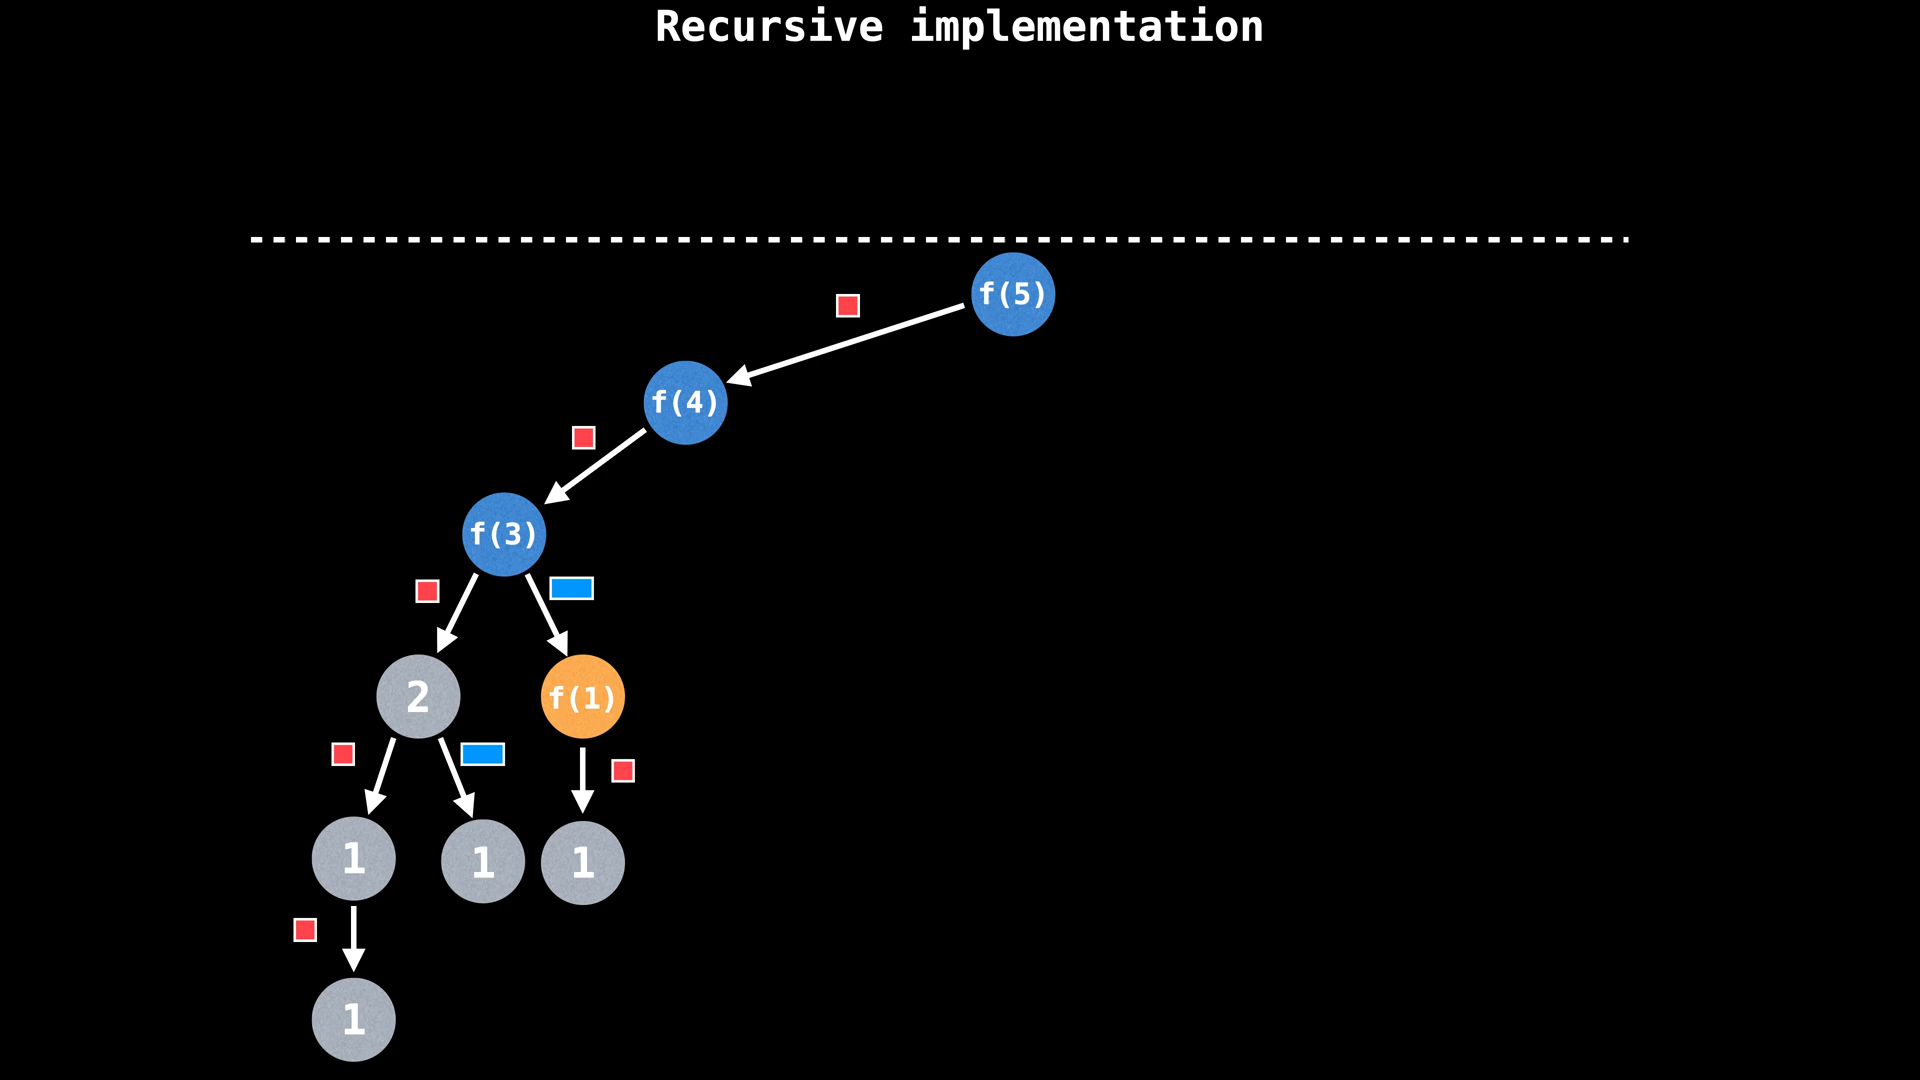 Recursive implementation
f(5)
f(4)
f(3)
2
f(1)
1
1
1
1